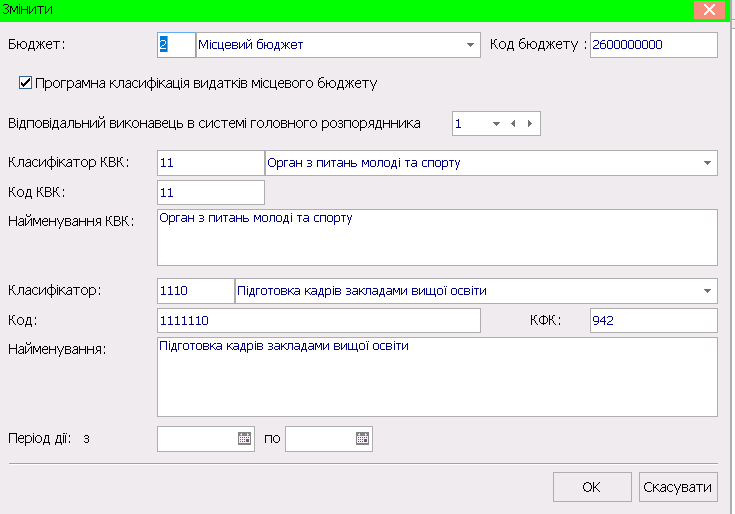 Змінити
Бюджет: 2 Місцевий бюджет Код бюджету : 2600000000
Програмна класифікація видатків місцевого бюджету
Відповідальний виконавець в системі головного розпоряднника 1
Класифікатор КВК: 11 Орган з питань молоді та спорту
Код КВК: 11
Найменування КВК: Орган з питань молоді та спорту
Класифікатор: 1110 Підготовка кадрів закладами вищої освіти
Код: 1111110 КФК: 942
Найменування: Підготовка кадрів закладами вищої освіти
Період дії: з по
OK Скасувати